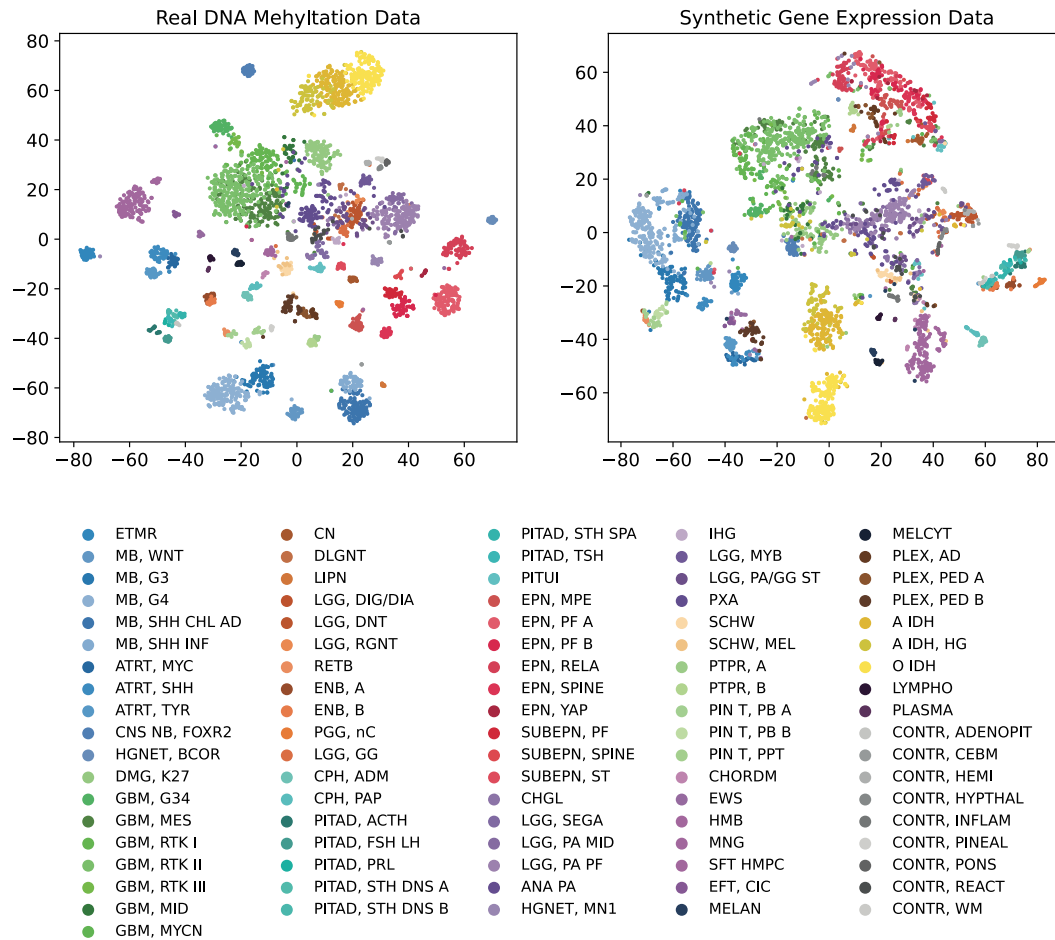 Real DNA Mehyltation Data
Synthetic Gene Expression Data
80
60
40
20
0
−20
−40
−60
−80
−80 −60 −40 −20 0 20 40 60
60
40
20
0
−20
−40
−60
−80 −60 −40 −20 0 20 40 60 80
ETMR
MB, WNT
MB, G3
MB, G4
MB, SHH CHL AD
MB, SHH INF
ATRT, MYC
ATRT, SHH
ATRT, TYR
CNS NB, FOXR2
HGNET, BCOR
DMG, K27
GBM, G34
GBM, MES
GBM, RTK I
GBM, RTK II
GBM, RTK III
GBM, MID
GBM, MYCN
CN
DLGNT
LIPN
LGG, DIG/DIA
LGG, DNT
LGG, RGNT
RETB
ENB, A
ENB, B
PGG, nC
LGG, GG
CPH, ADM
CPH, PAP
PITAD, ACTH
PITAD, FSH LH
PITAD, PRL
PITAD, STH DNS A
PITAD, STH DNS B
PITAD, STH SPA
PITAD, TSH
PITUI
EPN, MPE
EPN, PF A
EPN, PF B
EPN, RELA
EPN, SPINE
EPN, YAP
SUBEPN, PF
SUBEPN, SPINE
SUBEPN, ST
CHGL
LGG, SEGA
LGG, PA MID
LGG, PA PF
ANA PA
HGNET, MN1
IHG
LGG, MYB
LGG, PA/GG ST
PXA
SCHW
SCHW, MEL
PTPR, A
PTPR, B
PIN T, PB A
PIN T, PB B
PIN T, PPT
CHORDM
EWS
HMB
MNG
SFT HMPC
EFT, CIC
MELAN
MELCYT
PLEX, AD
PLEX, PED A
PLEX, PED B
A IDH
A IDH, HG
O IDH
LYMPHO
PLASMA
CONTR, ADENOPIT
CONTR, CEBM
CONTR, HEMI
CONTR, HYPTHAL
CONTR, INFLAM
CONTR, PINEAL
CONTR, PONS
CONTR, REACT
CONTR, WM